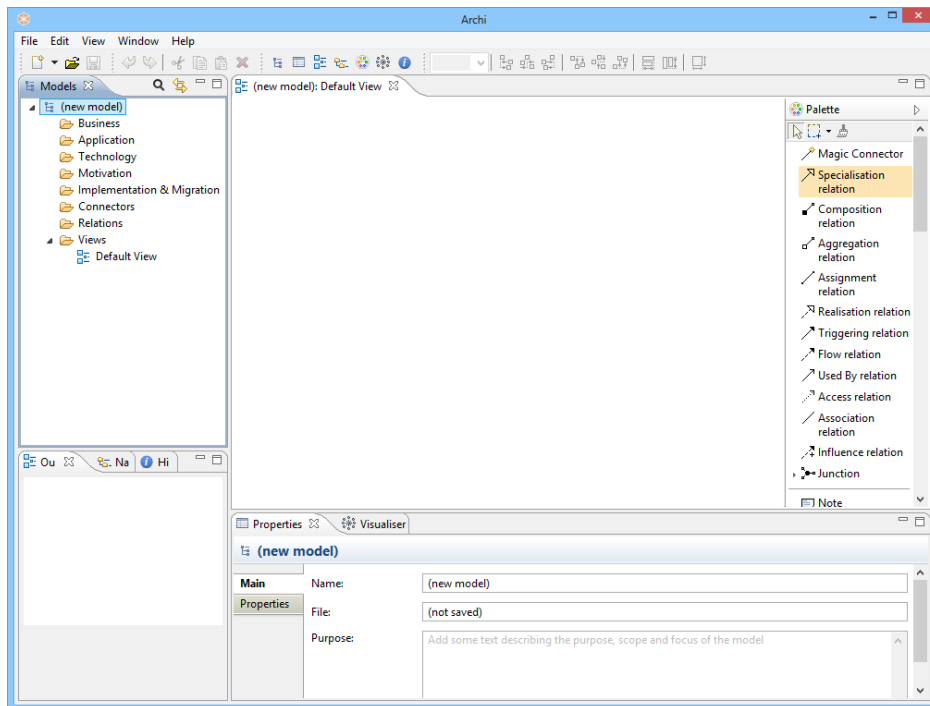 Archi
File Edit View Window Help
Models
(new model): Default View
(new model)
Business
Application
Technology
Motivation
Implementation & Migration
Connectors
Relations
Views
Default View
Palette
Magic Connector
Specialisation
relation
Composition
relation
Aggregation
relation
Assignment
relation
Realisation relation
Triggering relation
Flow relation
Used By relation
Access relation
Association
relation
Influence relation
Junction
Note
Ou Na Hi
Properties Visualiser
(new model)
Main
Properties
Name: (new model)
File: (not saved)
Purpose: Add some text describing the purpose, scope and focus of the model